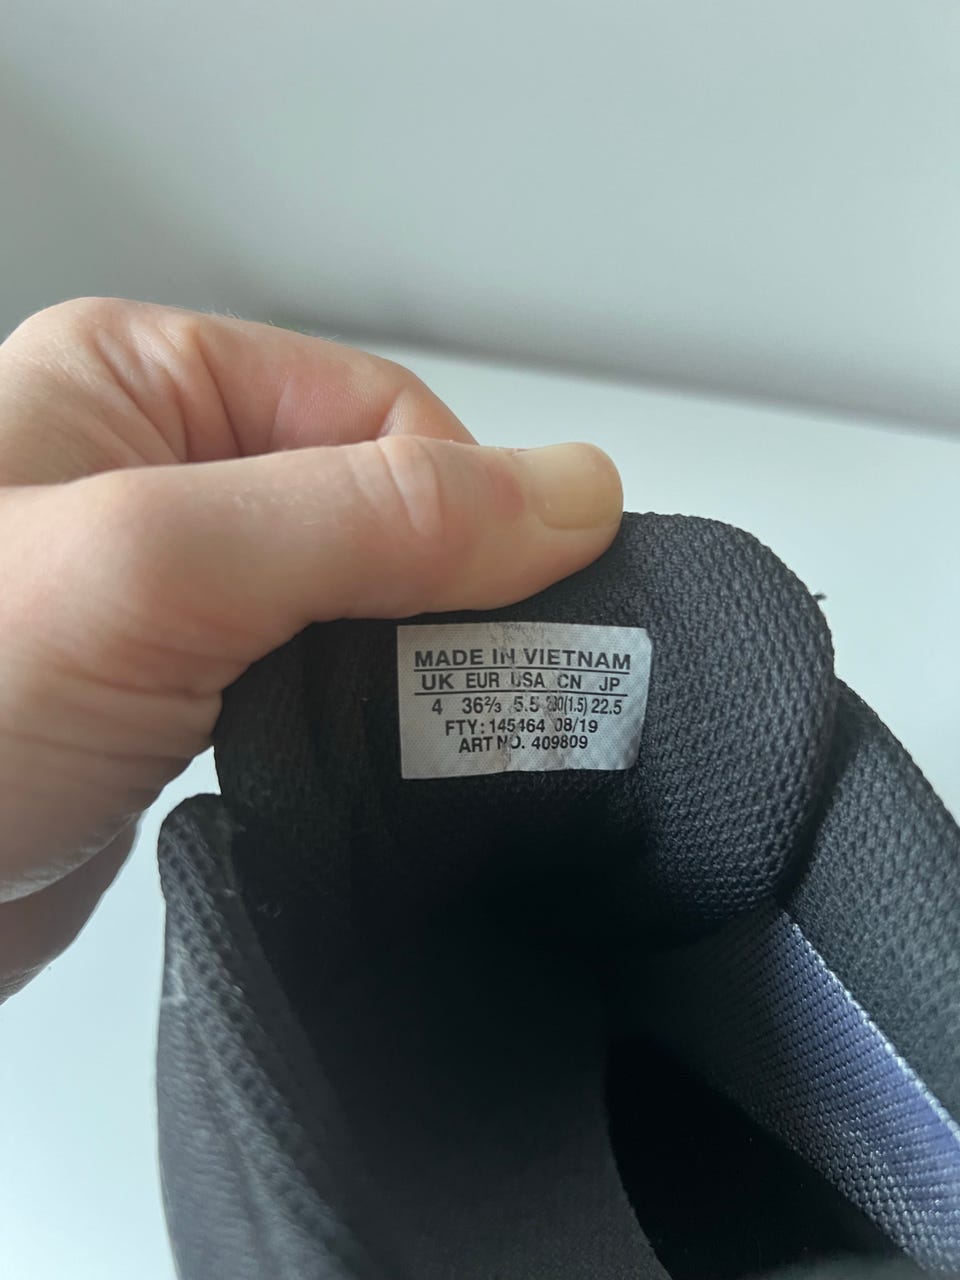 MADE IN VIETNAM
UK EUR USA CN JP
4 36⅔ 5.5 230(1.5) 22.5
FTY: 145464 08/19
ART NO. 409809